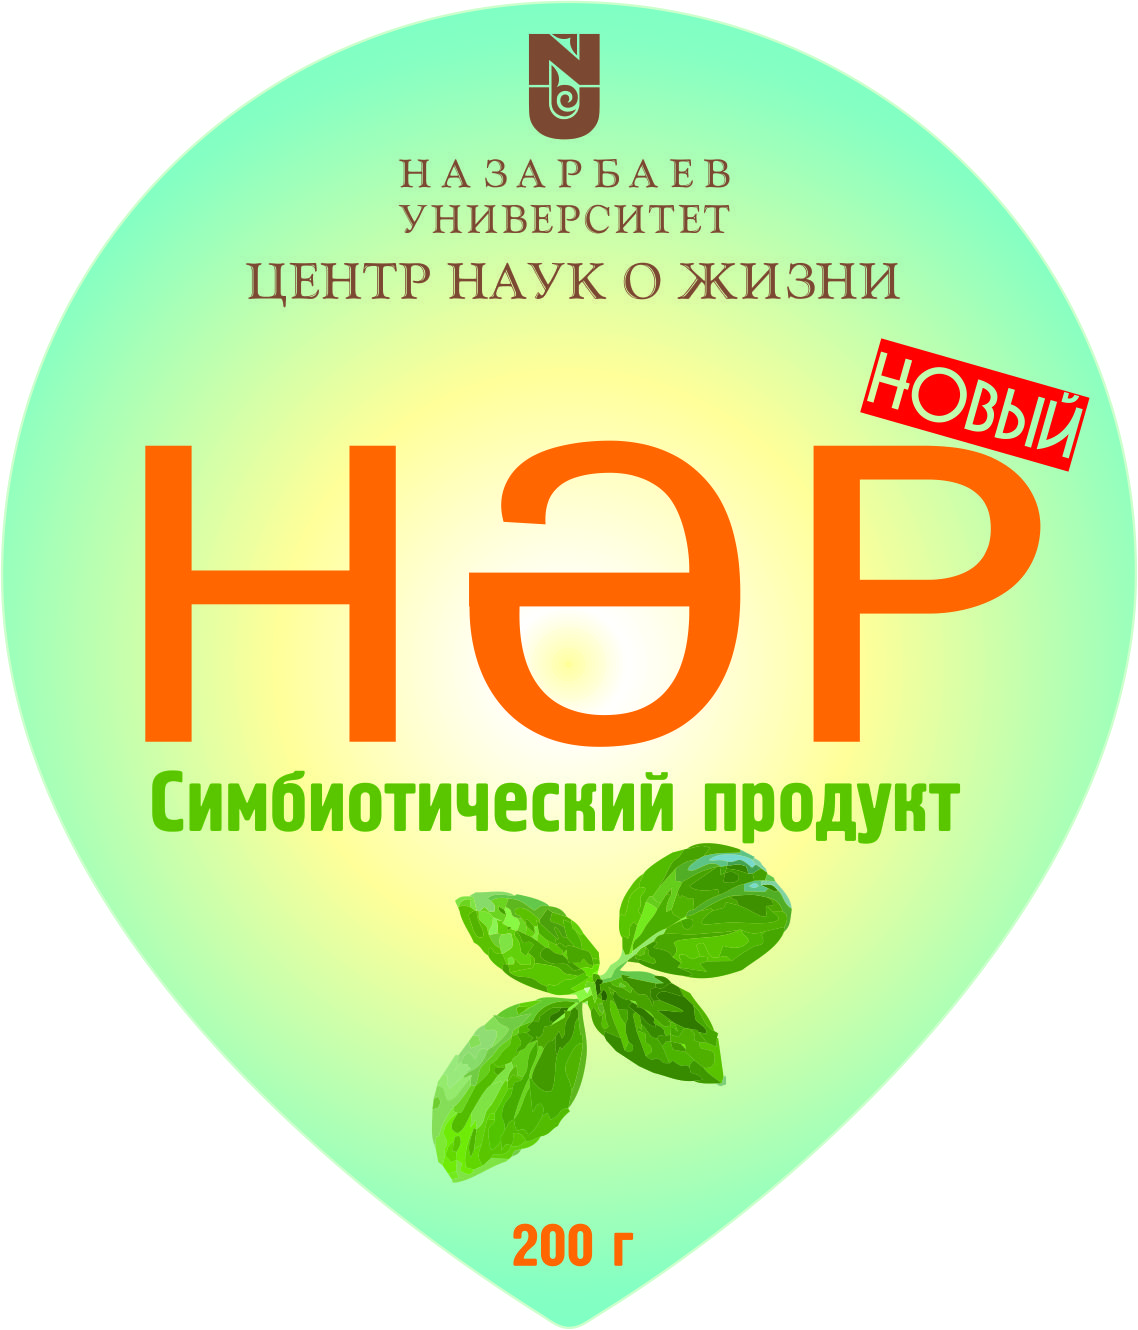 НАЗАРБАЕВ
УНИВЕРСИТЕТ
ЦЕНТР НАУК О ЖИЗНИ
НОВЫЙ
НӘР
Симбиотический продукт
200 г